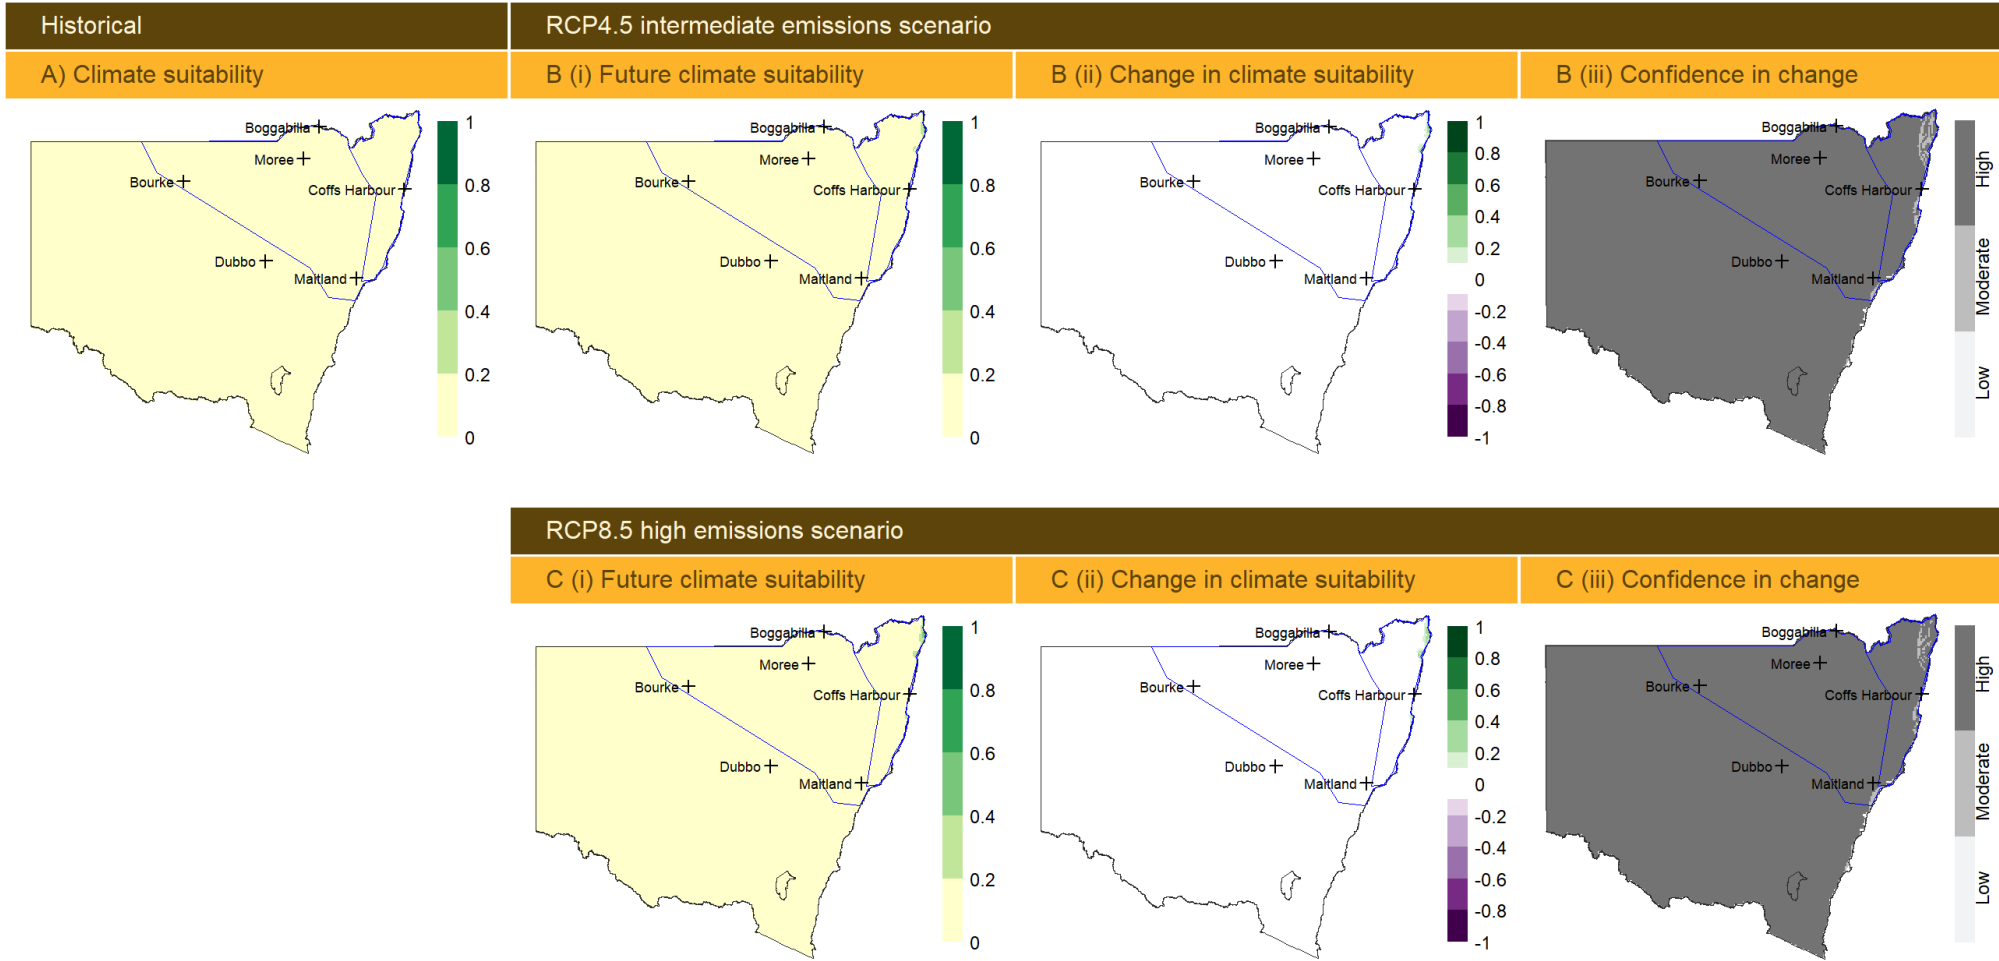 Historical
RCP4.5 intermediate emissions scenario
A) Climate suitability
B (i) Future climate suitability
B (ii) Change in climate suitability
B (iii) Confidence in change
Boggabilla
Moree
Bourke
Coffs Harbour
Dubbo
Maitland
1
0.8
0.6
0.4
0.2
0
Boggabilla
Moree
Bourke
Coffs Harbour
Dubbo
Maitland
1
0.8
0.6
0.4
0.2
0
Boggabilla
Moree
Bourke
Coffs Harbour
Dubbo
Maitland
1
0.8
0.6
0.4
0.2
0
-0.2
-0.4
-0.6
-0.8
-1
Boggabilla
Moree
Bourke
Coffs Harbour
Dubbo
Maitland
High
Moderate
Low
RCP8.5 high emissions scenario
C (i) Future climate suitability
C (ii) Change in climate suitability
C (iii) Confidence in change
Boggabilla
Moree
Bourke
Coffs Harbour
Dubbo
Maitland
1
0.8
0.6
0.4
0.2
0
Boggabilla
Moree
Bourke
Coffs Harbour
Dubbo
Maitland
1
0.8
0.6
0.4
0.2
0
-0.2
-0.4
-0.6
-0.8
-1
Boggabilla
Moree
Bourke
Coffs Harbour
Dubbo
Maitland
High
Moderate
Low